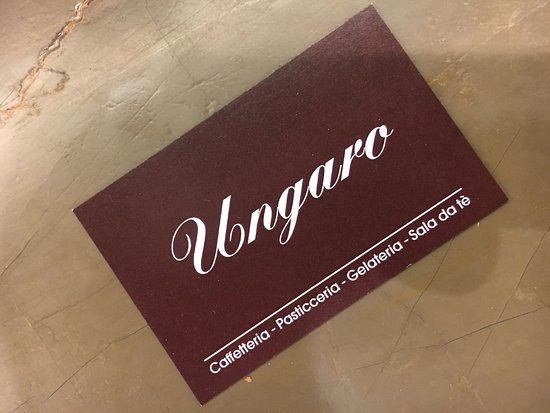 Ungaro
Caffetteria - Pasticceria - Gelateria - Sala da tè